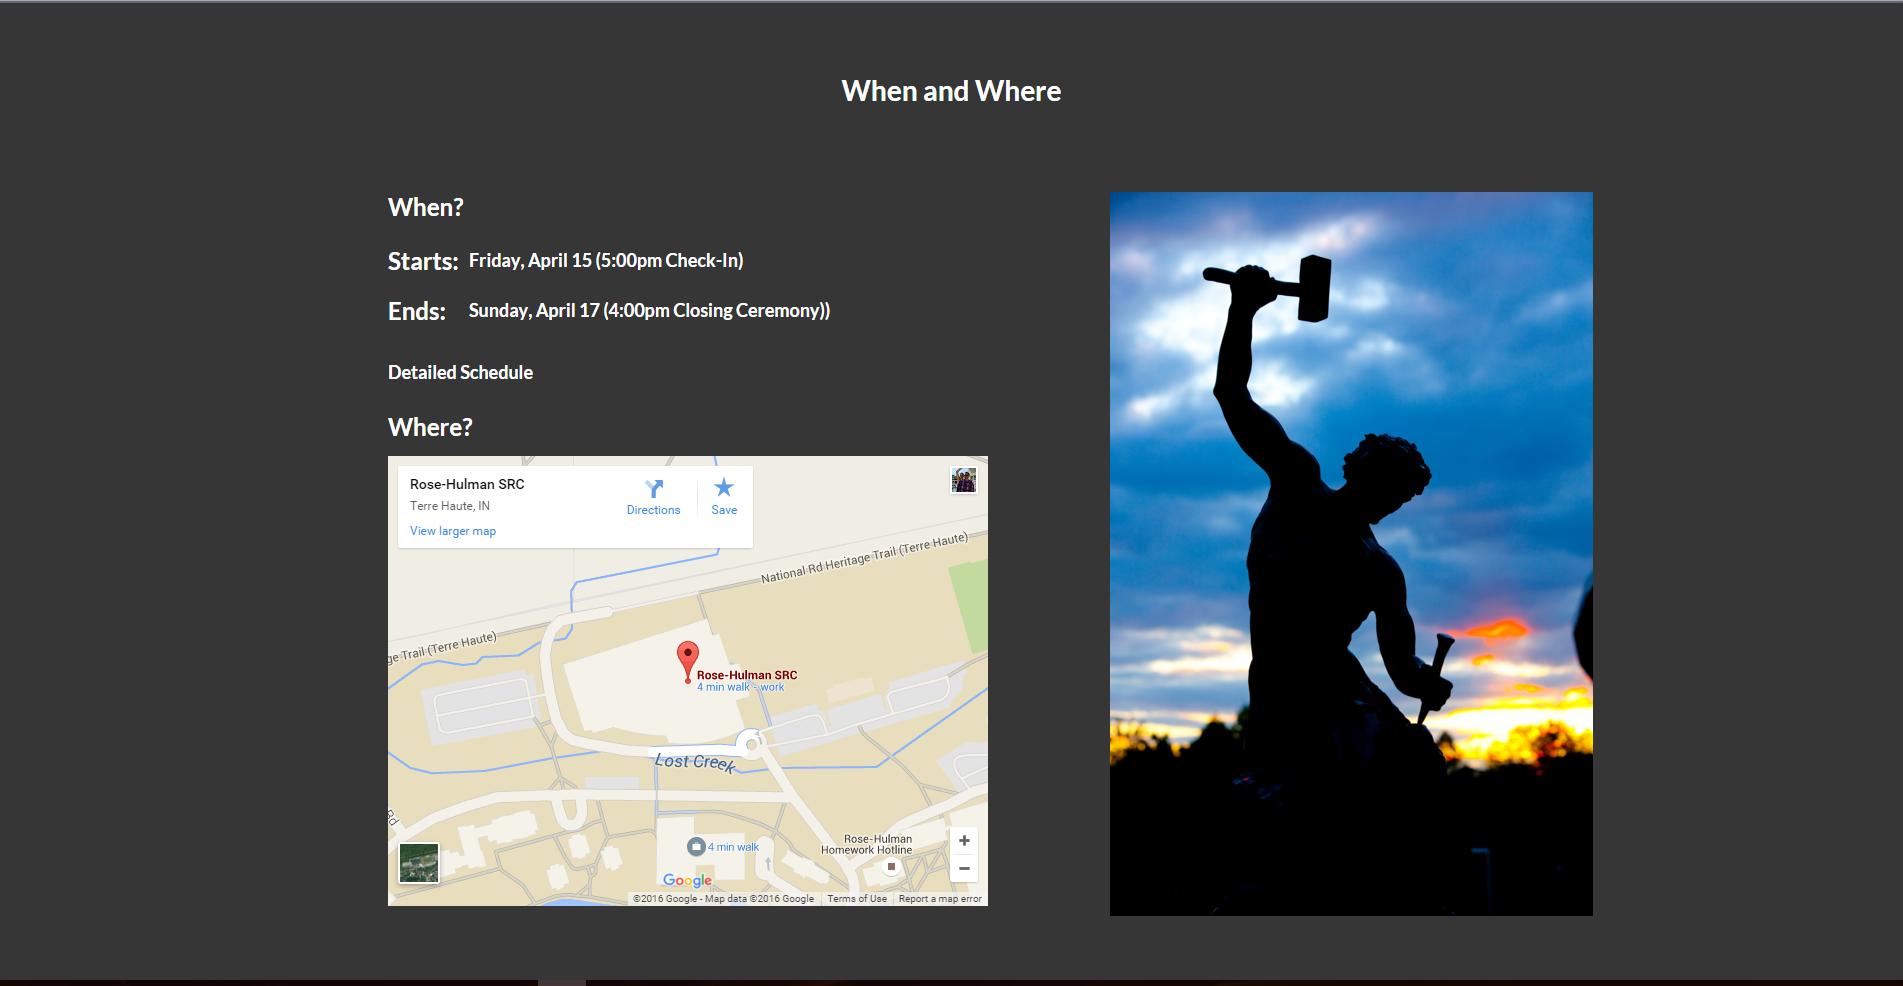 When and Where
When?
Starts: Friday, April 15 (5:00pm Check-In)
Ends: Sunday, April 17 (4:00pm Closing Ceremony))
Detailed Schedule
Where?
Rose-Hulman SRC
Terre Haute, IN
View larger map
Directions
Save
National Rd Heritage Trail (Terre Haute)
ge Trail (Terre Haute)
Rose-Hulman SRC
4 min walk - work
Lost Creek
Rd
4 min walk
Rose-Hulman
Homework Hotline
+
−
Google
©2016 Google - Map data ©2016 Google Terms of Use Report a map error